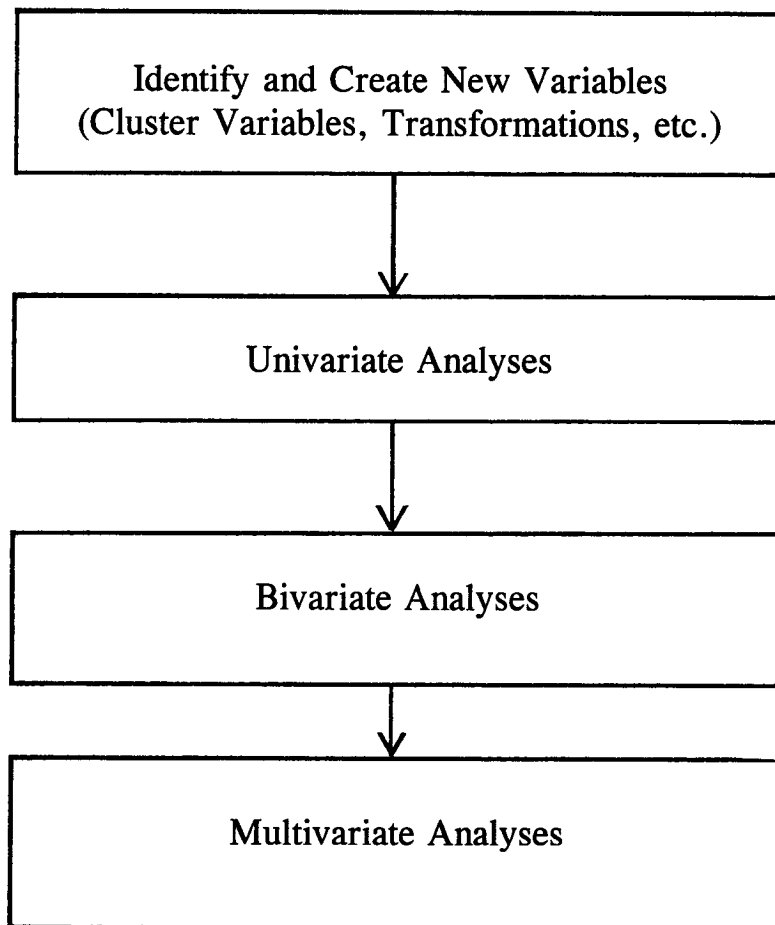 Identify and Create New Variables
(Cluster Variables, Transformations, etc.)
Univariate Analyses
Bivariate Analyses
Multivariate Analyses